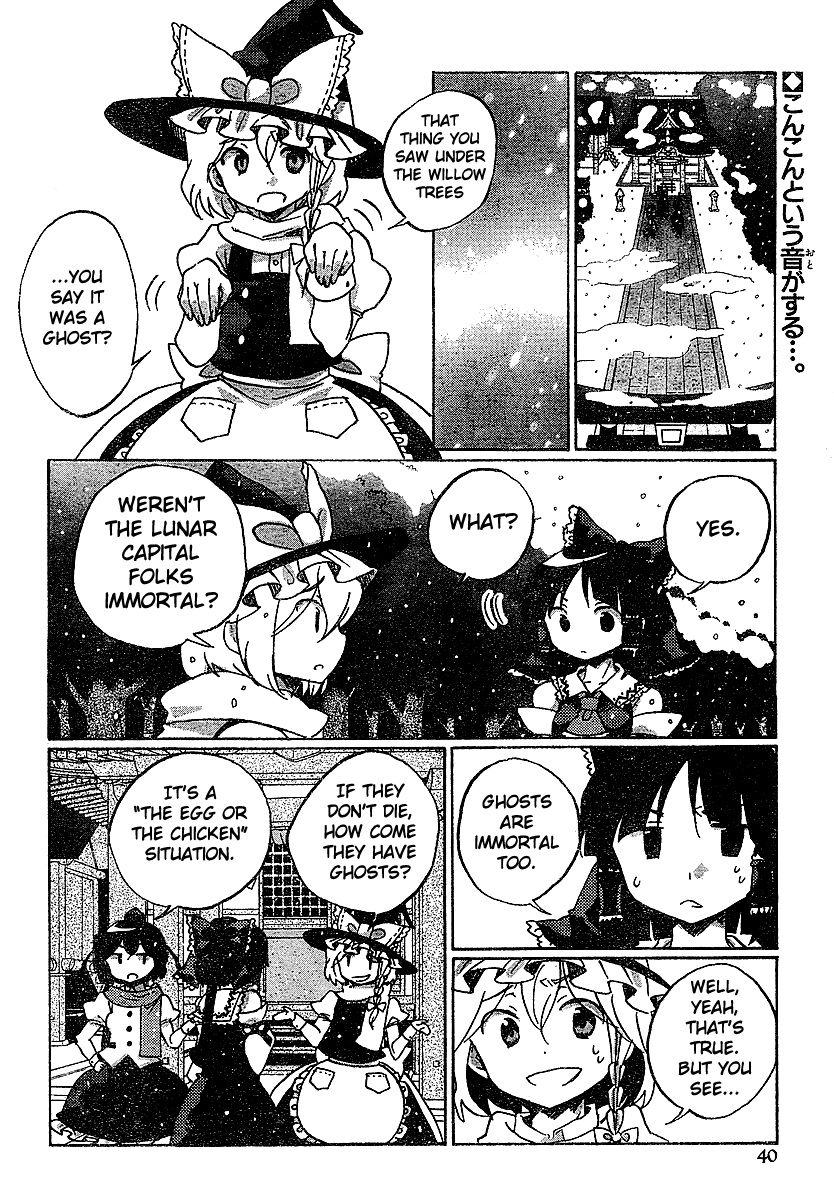 ◆こんこんという音がする…。
おと
THAT
THING YOU
SAW UNDER
THE WILLOW
TREES
...YOU
SAY IT
WAS A
GHOST?
YES.
WHAT?
WEREN'T
THE LUNAR
CAPITAL
FOLKS
IMMORTAL?
GHOSTS
ARE
IMMORTAL
TOO.
WELL,
YEAH,
THAT'S
TRUE.
BUT YOU
SEE...
IF THEY
DON'T DIE,
HOW COME
THEY HAVE
GHOSTS?
IT'S A
"THE EGG OR
THE CHICKEN"
SITUATION.
40